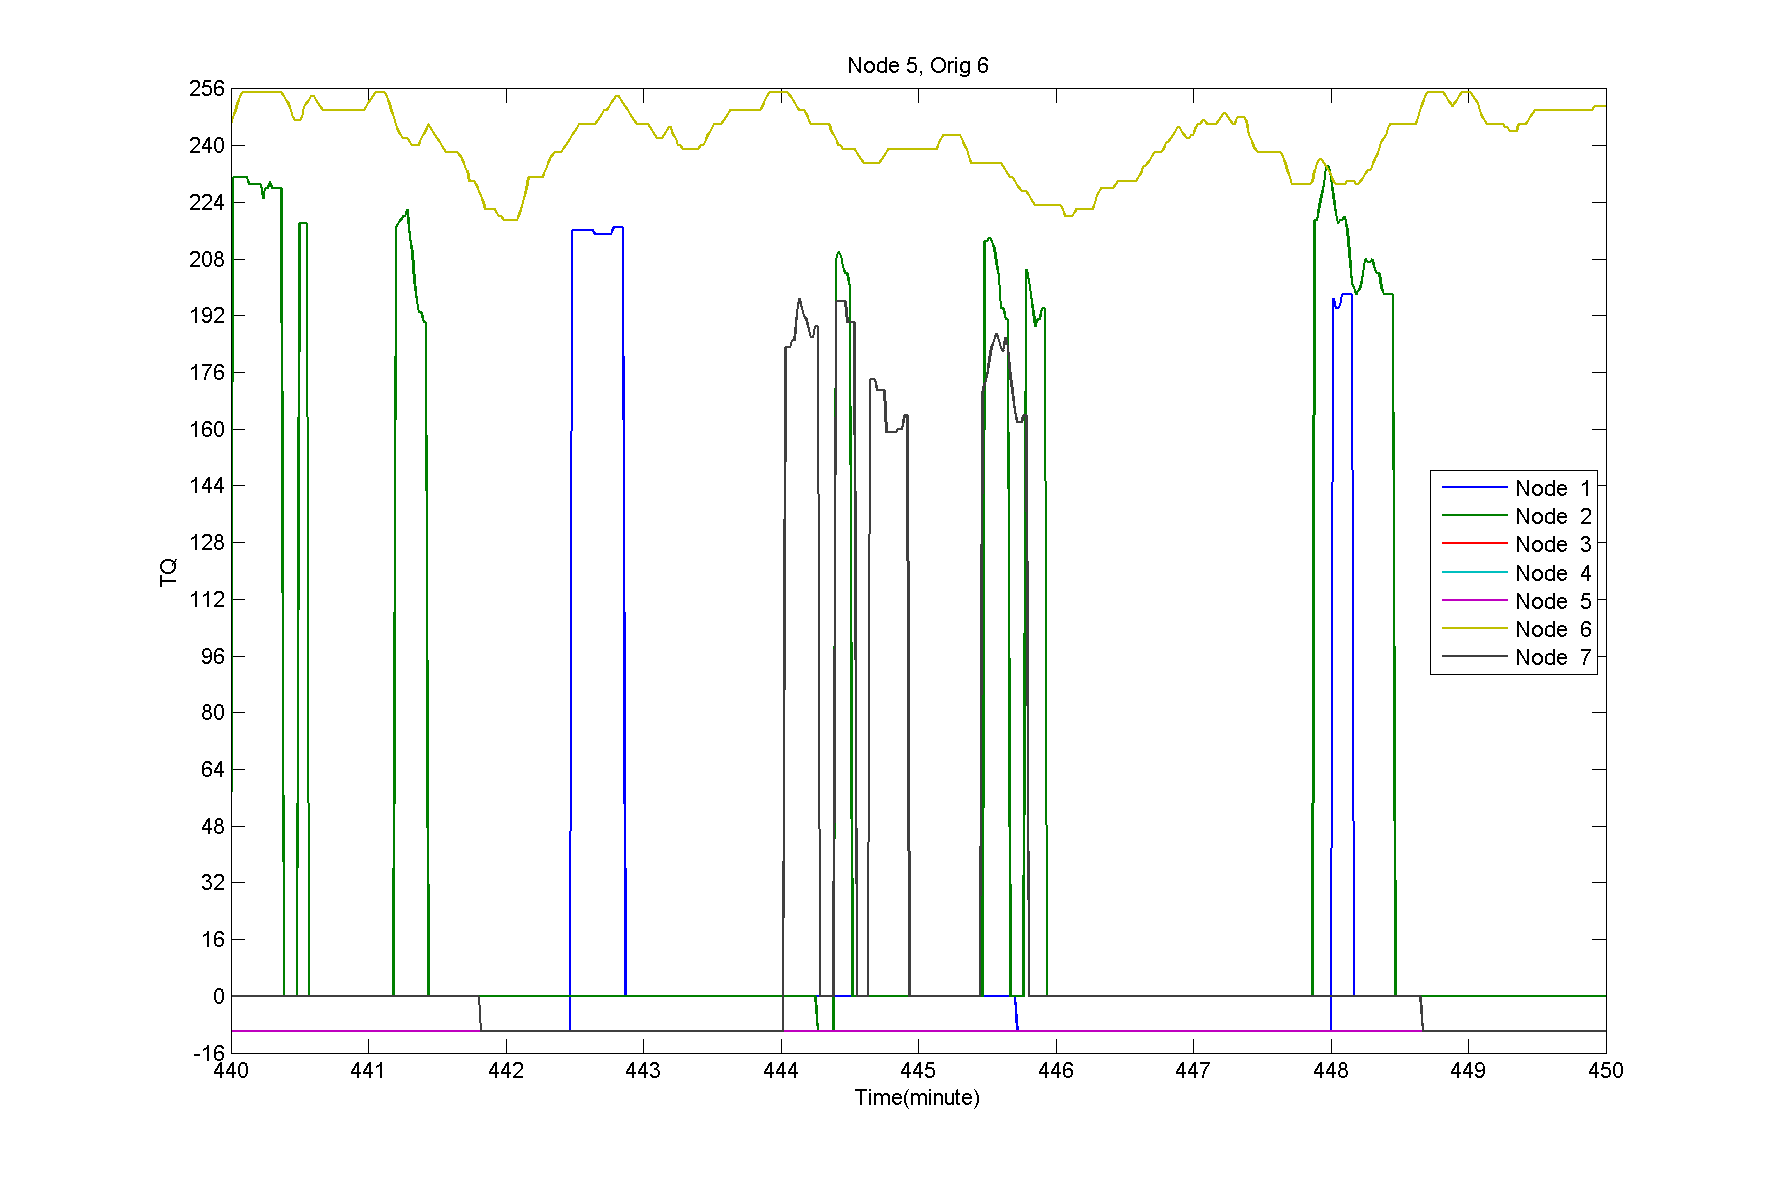 Node 5, Orig 6
256
240
224
208
192
176
160
144
128
112
96
80
64
48
32
16
0
-16
TQ
Node 1
Node 2
Node 3
Node 4
Node 5
Node 6
Node 7
440 441 442 443 444 445 446 447 448 449 450
Time(minute)